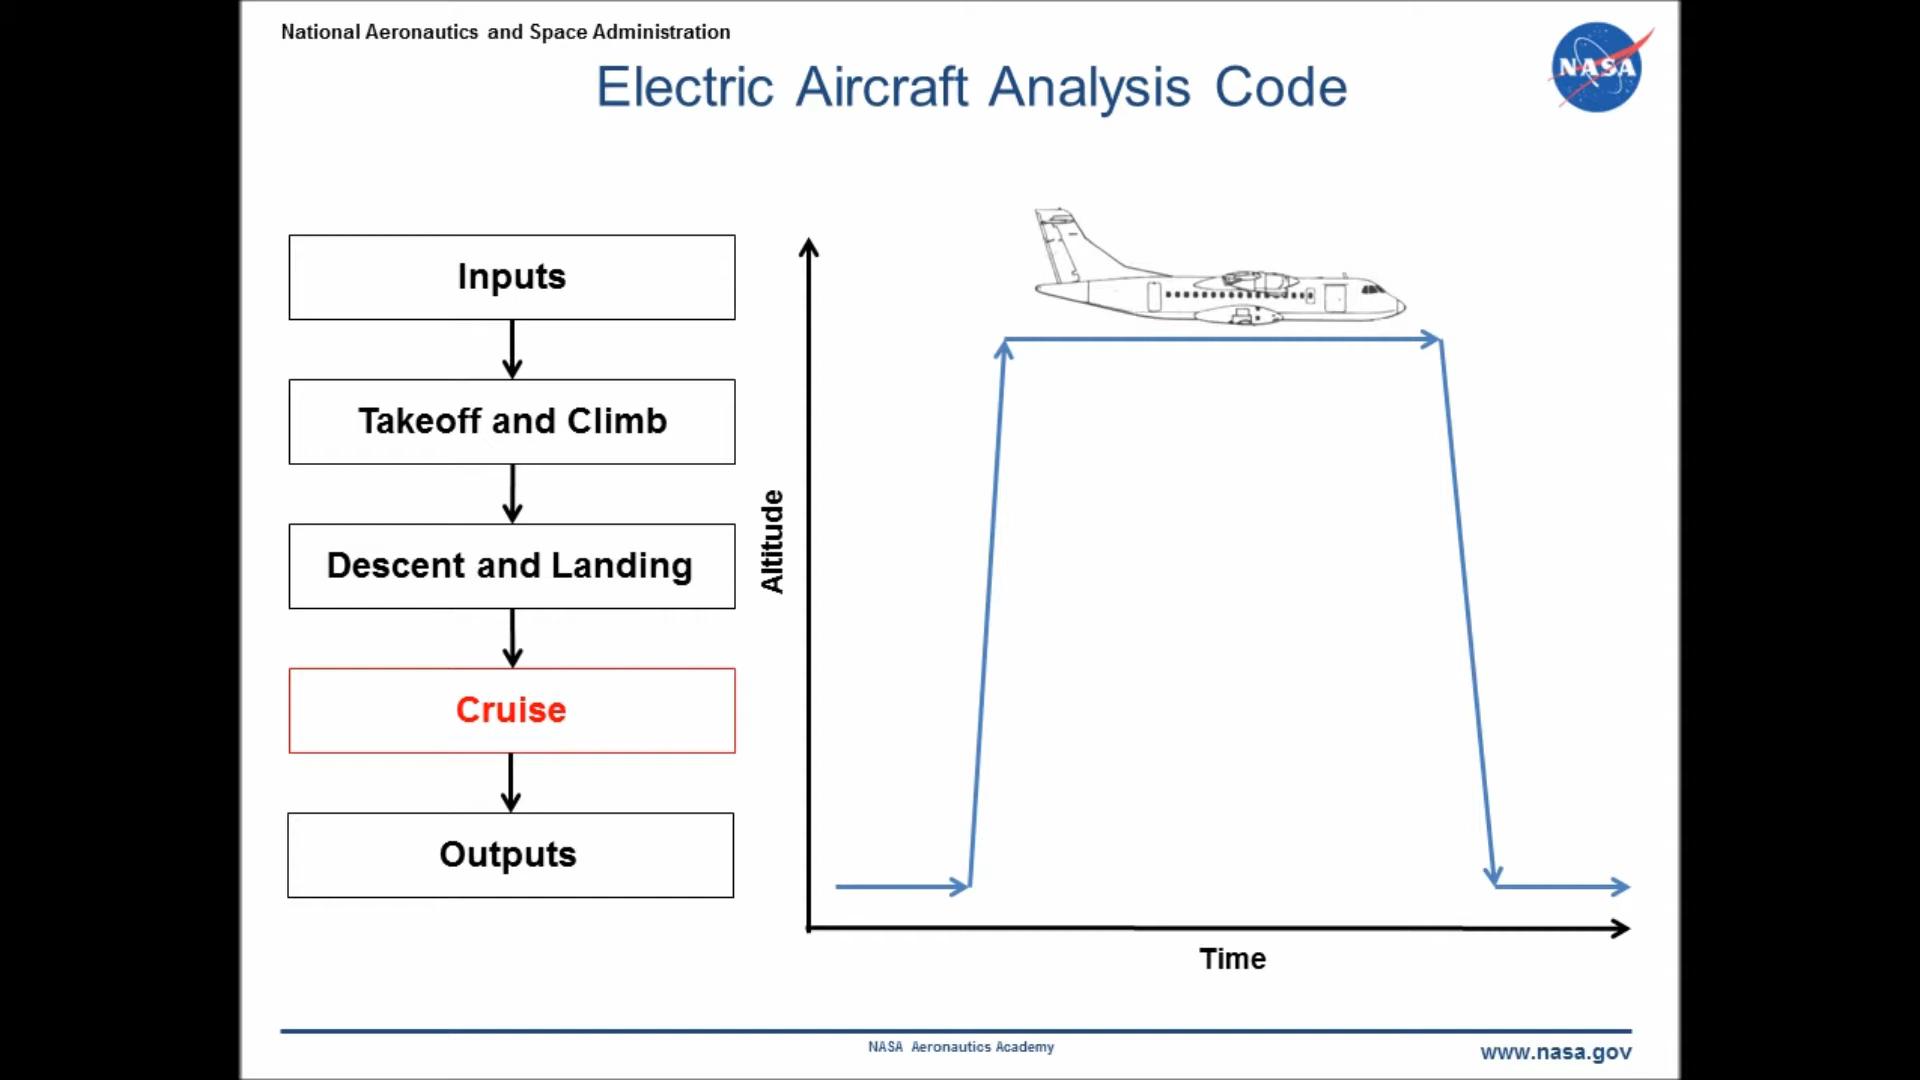 National Aeronautics and Space Administration
Electric Aircraft Analysis Code
NASA
Inputs
Takeoff and Climb
Descent and Landing
Cruise
Outputs
Altitude
Time
NASA Aeronautics Academy
www.nasa.gov